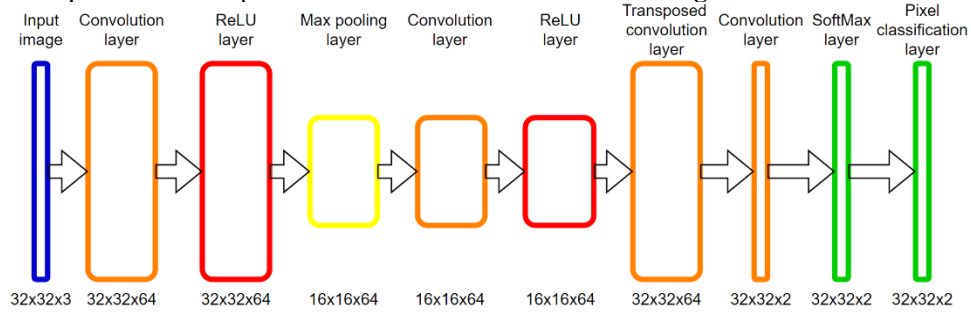 Input
image
Convolution
layer
ReLU
layer
Max pooling
layer
Convolution
layer
ReLU
layer
Transposed
convolution
layer
Convolution
layer
SoftMax
layer
Pixel
classification
layer
32x32x3
32x32x64
32x32x64
16x16x64
16x16x64
16x16x64
32x32x64
32x32x2
32x32x2
32x32x2